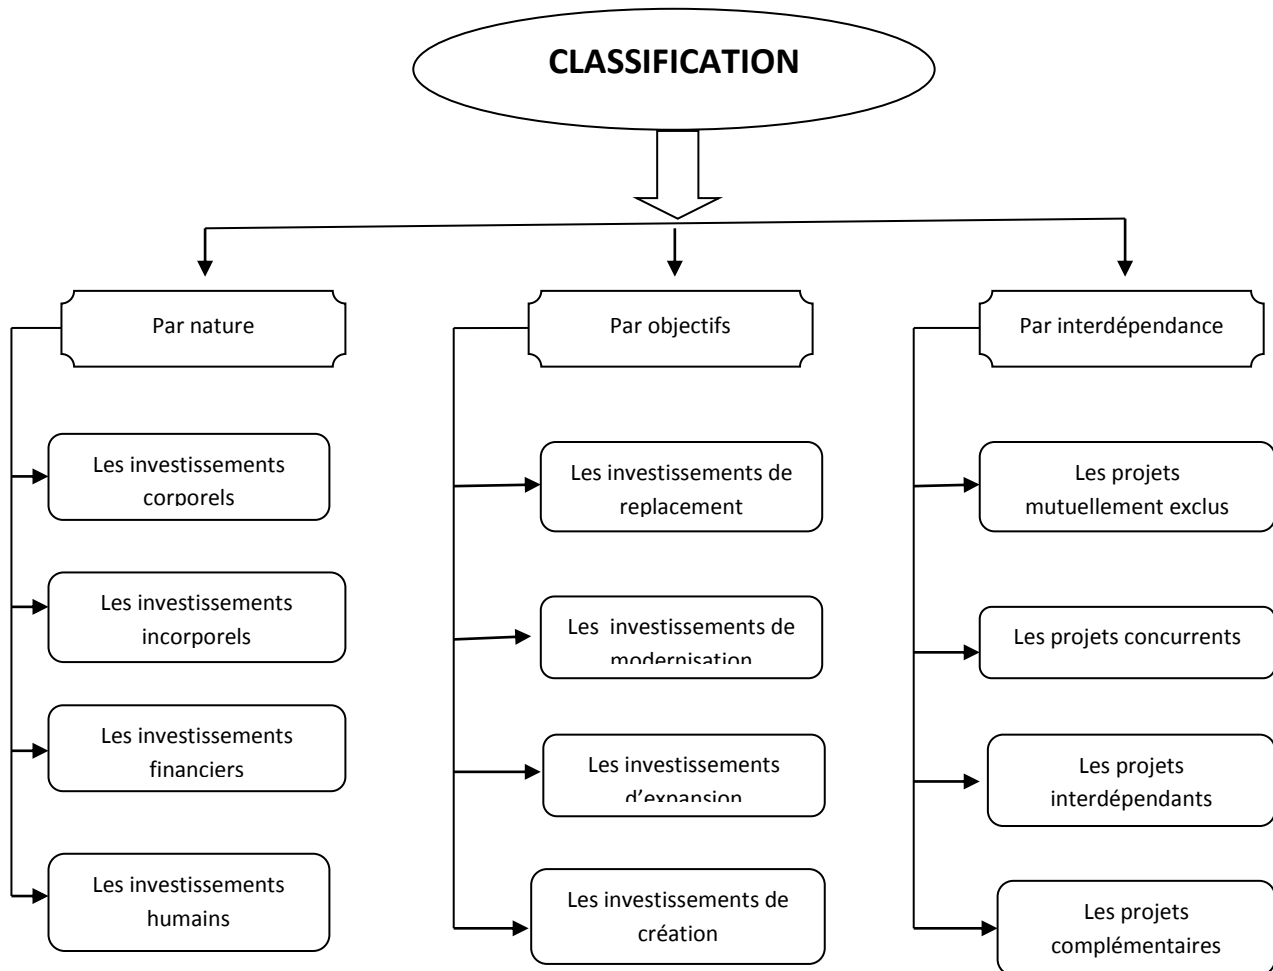 CLASSIFICATION
Par nature
Les investissements
corporels
Les investissements
incorporels
Les investissements
financiers
Les investissements
humains
Par objectifs
Les investissements de
replacement
Les  investissements de
modernisation
Les investissements
d’expansion
Les investissements de
création
Par interdépendance
Les projets
mutuellement exclus
Les projets concurrents
Les projets
interdépendants
Les projets
complémentaires